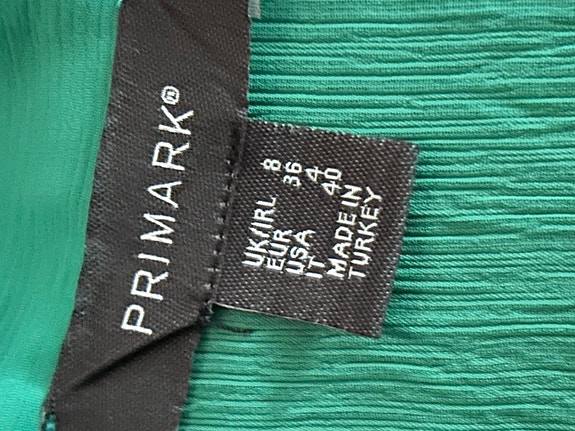 PRIMARK®
UK/IRL 8
EUR 36
USA 4
IT 40
MADE IN
TURKEY